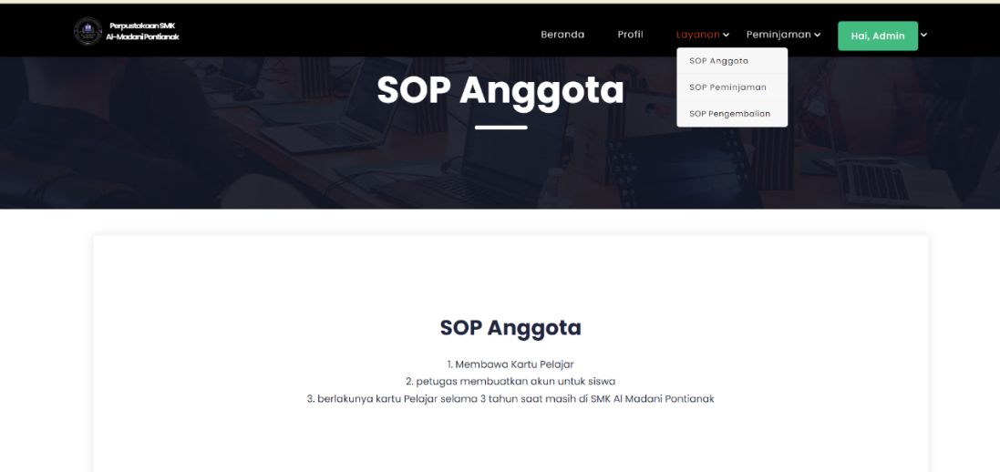 Perpustakaan SMK
Al-Madani Pontianak
Beranda
Profil
Layanan
Peminjaman
Hai, Admin
SOP Anggota
SOP Peminjaman
SOP Pengembalian
SOP Anggota
SOP Anggota
1. Membawa Kartu Pelajar
2. petugas membuatkan akun untuk siswa
3. berlakunya kartu Pelajar selama 3 tahun saat masih di SMK Al Madani Pontianak